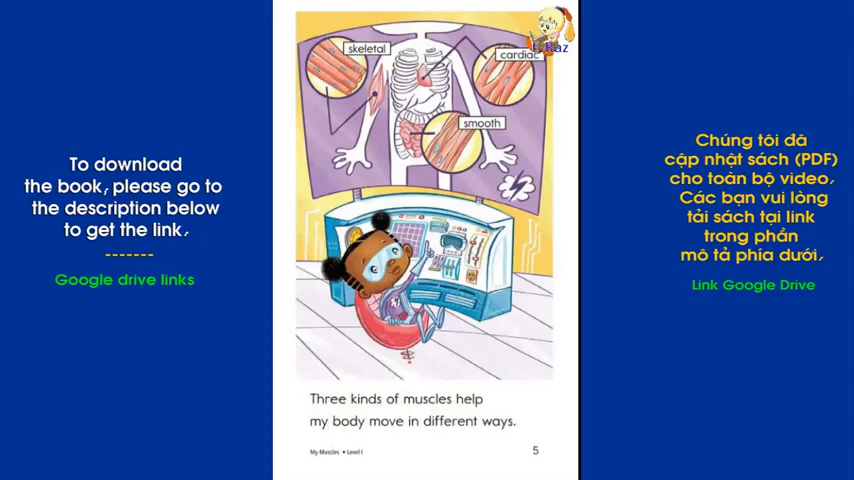 To download
the book, please go to
the description below
to get the link,
-------
Google drive links
skeletal
cardiac
smooth
E Raz
Three kinds of muscles help
my body move in different ways.
My Muscles • Level I
5
Chúng tôi đã
cập nhật sách (PDF)
cho toàn bộ video,
Các bạn vui lòng
tải sách tại link
trong phần
mô tả phía dưới,
Link Google Drive